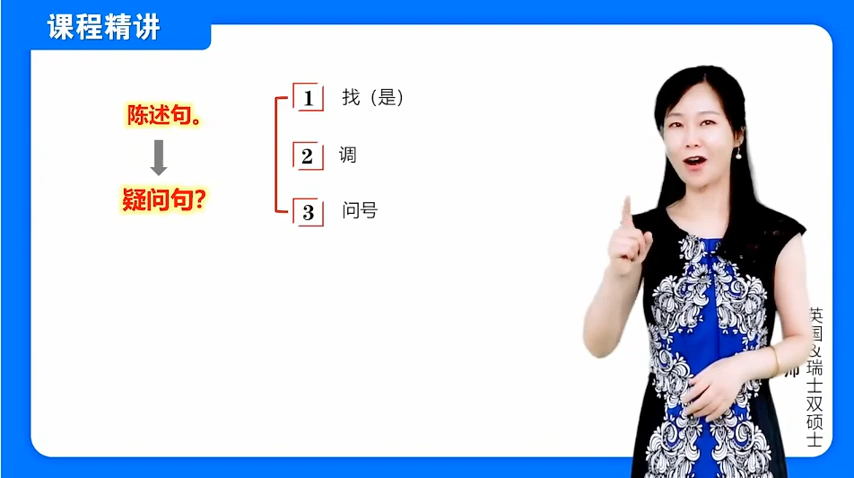 课程精讲
陈述句。
疑问句?
1 找（是）
2 调
3 问号
英国&瑞士双硕士
师